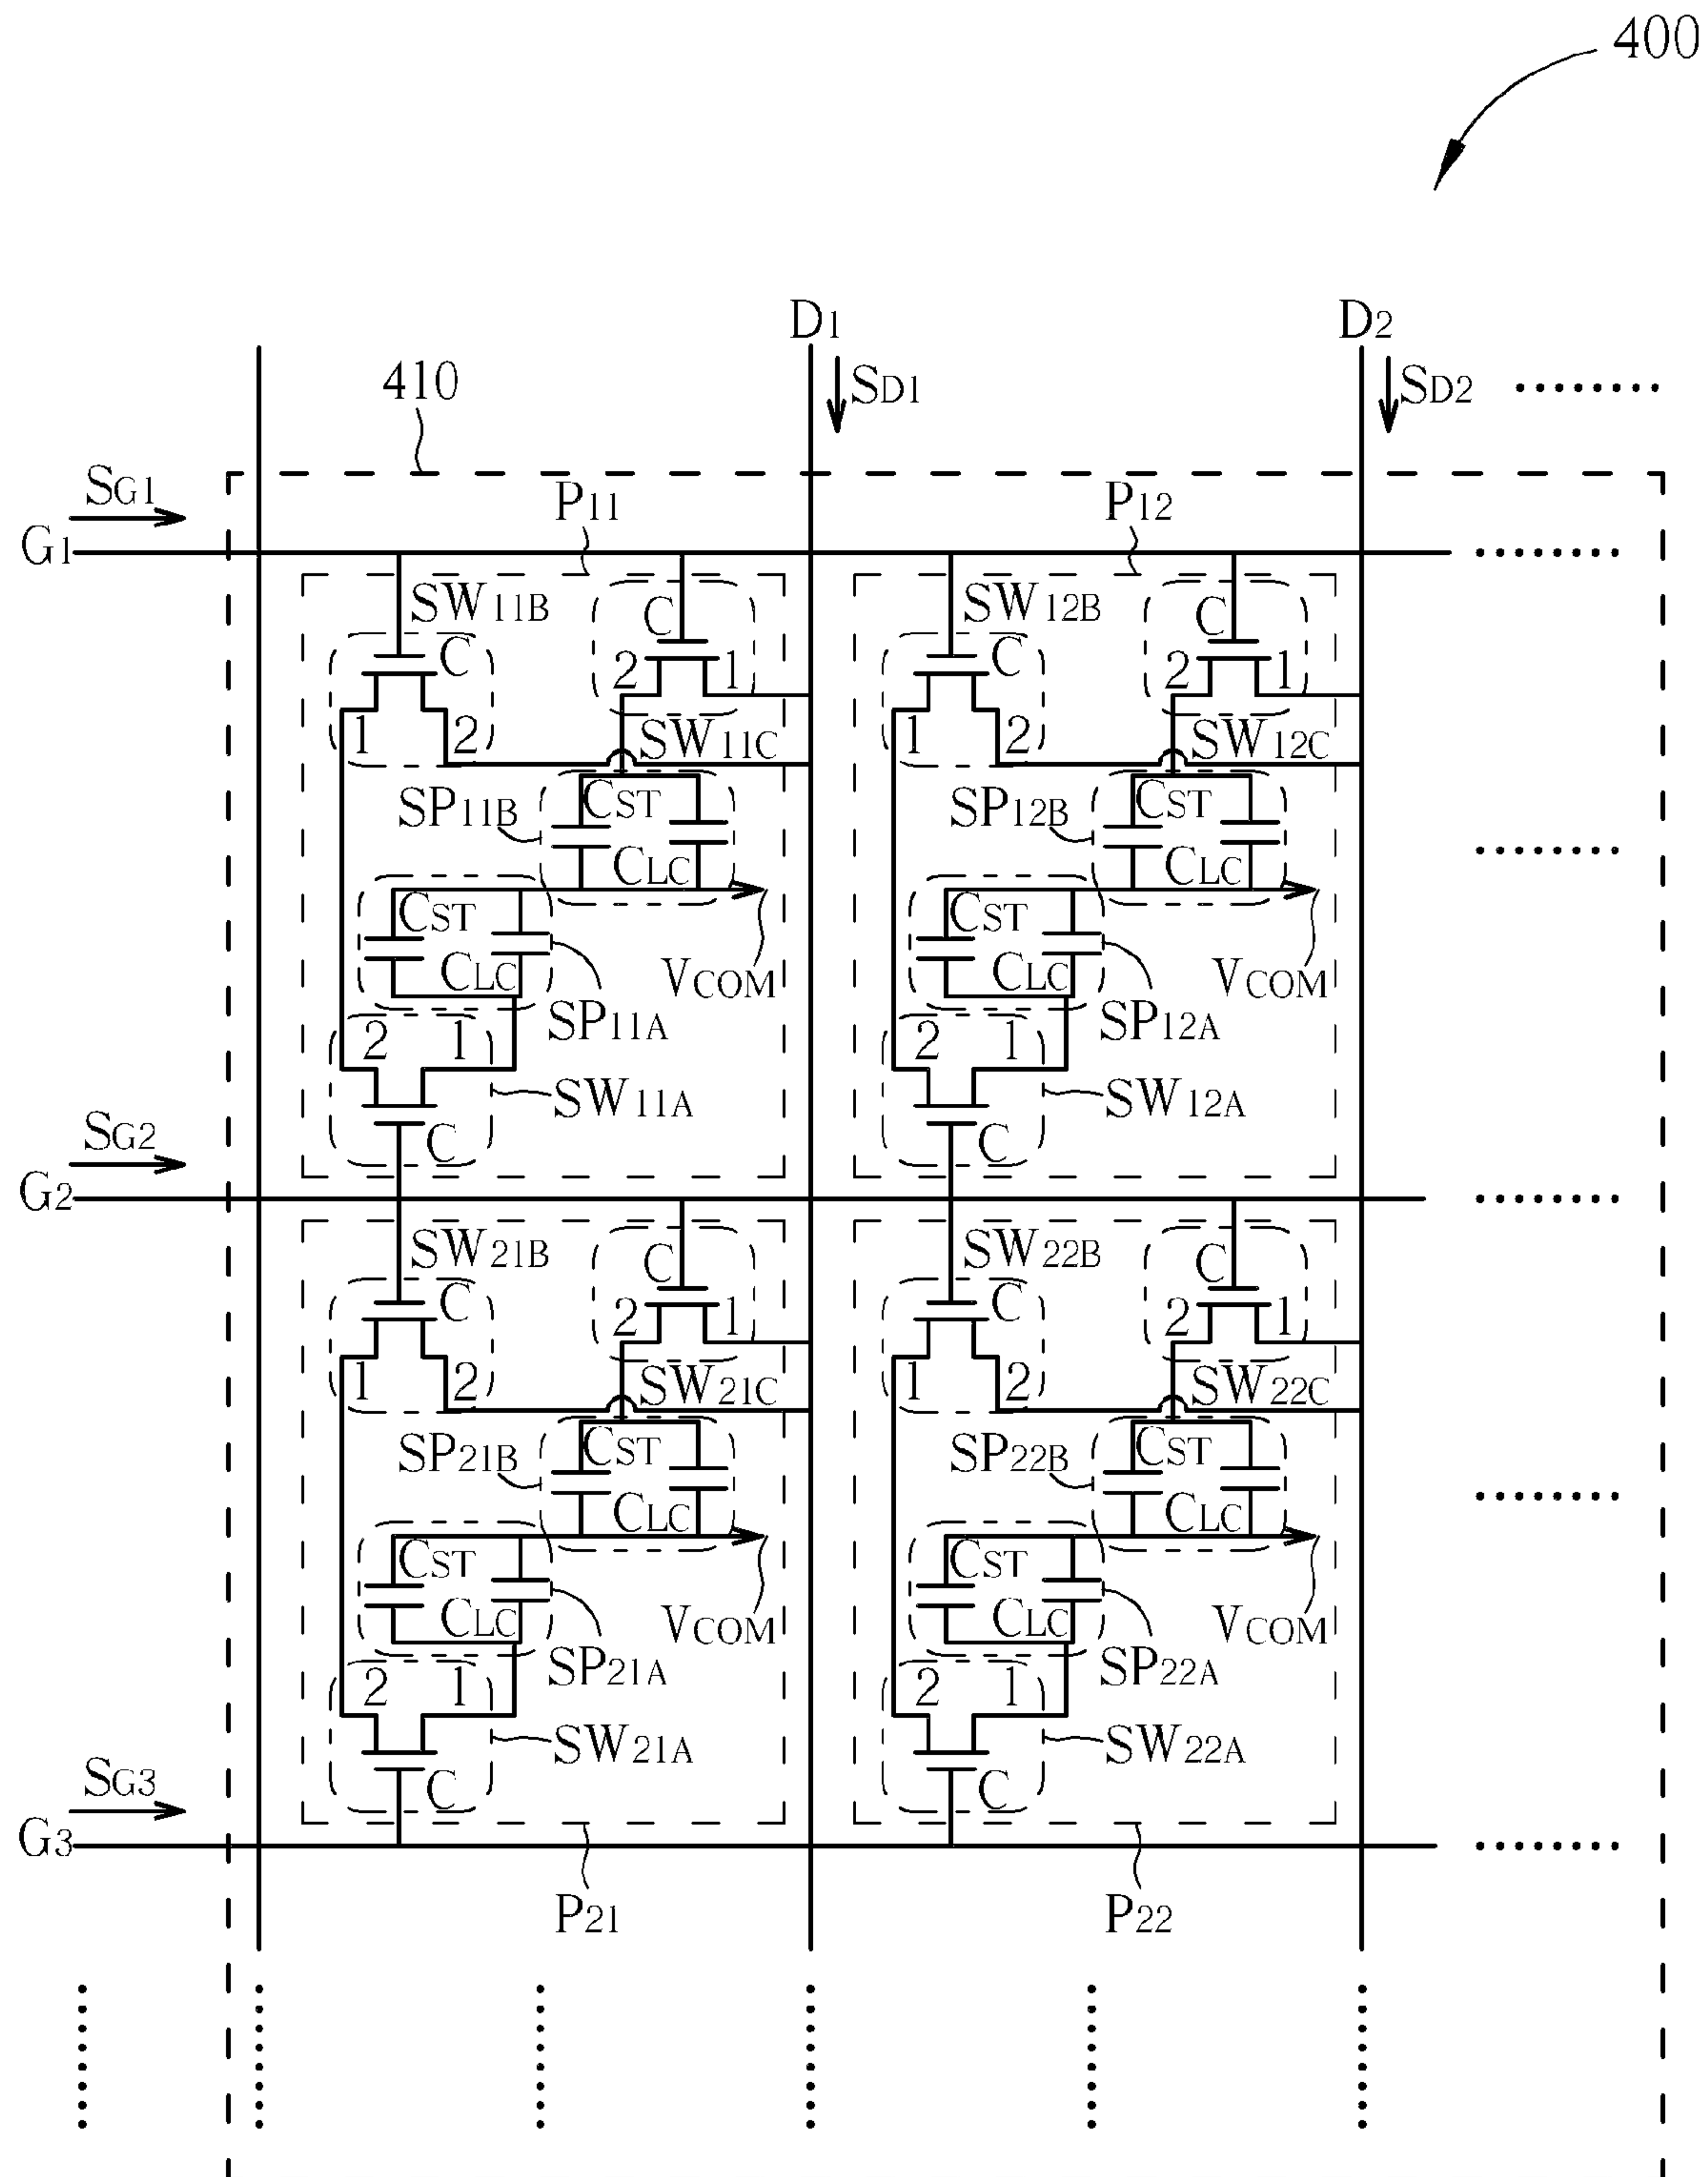 400
D1 D2
410 SD1 SD2
SG1 P11 P12
G1
SW11B C SW12B C
C 2 1 C 2 1
1 2 SW11C 1 2 SW12C
SP11B CST SP12B CST
CLC CLC
CST CST
CLC VCOM CLC VCOM
2 1 SP11A 2 1 SP12A
SW11A SW12A
SG2 C C
G2
SW21B C SW22B C
C 2 1 C 2 1
1 2 SW21C 1 2 SW22C
SP21B CST SP22B CST
CLC CLC
CST CST
CLC VCOM CLC VCOM
2 1 SP21A 2 1 SP22A
SW21A SW22A
SG3 C C
G3
P21 P22